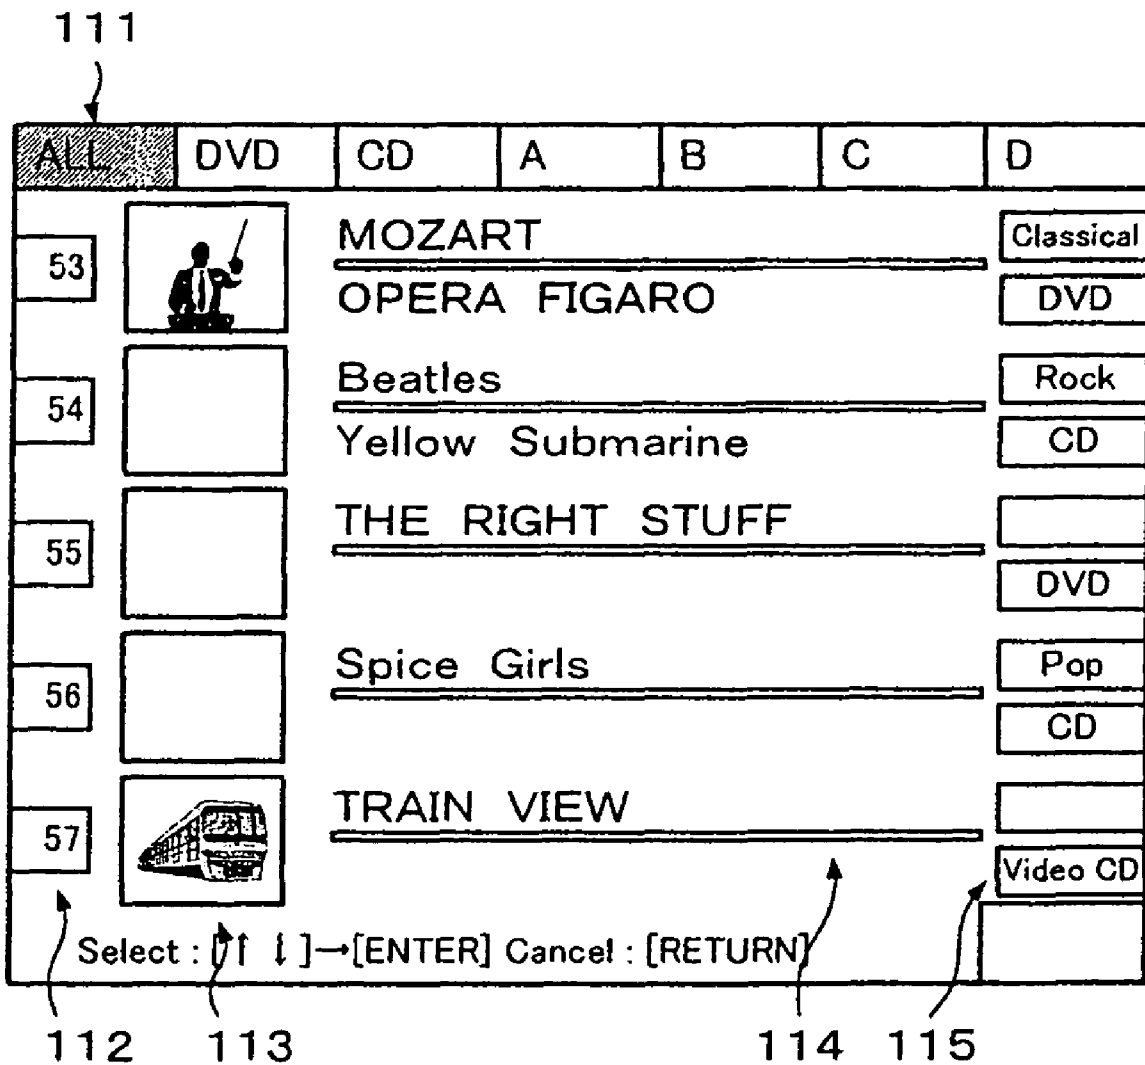 111
ALL DVD CD A B C D
53 MOZART Classical
OPERA FIGARO DVD
54 Beatles Rock
Yellow Submarine CD
55 THE RIGHT STUFF
DVD
56 Spice Girls Pop
CD
57 TRAIN VIEW
Video CD
Select : [↑ ↓]→[ENTER] Cancel : [RETURN]
112 113 114 115